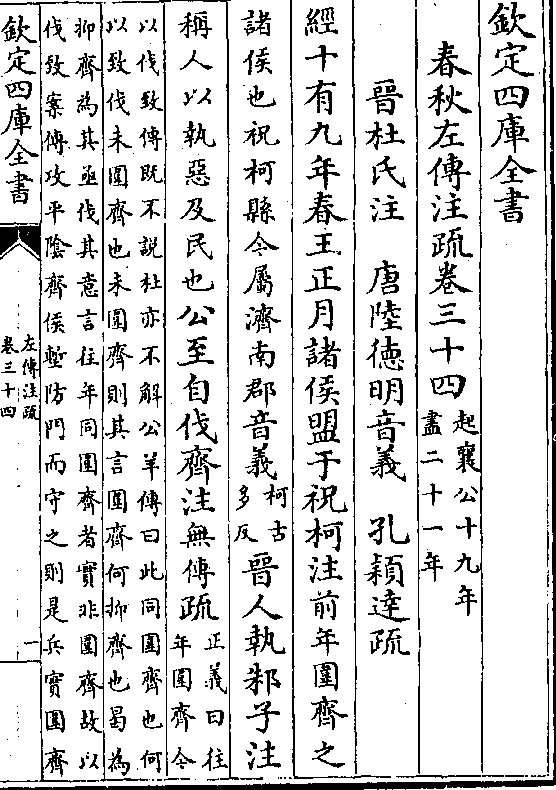 欽定四庫全書
春秋左傳注疏卷三十四
起襄公十九年
盡二十一年
晉杜氏注 唐陸德明音義 孔穎達疏
經十有九年春王正月諸侯盟于祝柯注前年圍齊之
諸侯也祝柯縣今屬濟南郡音義
柯古
多反
晉人執邾子注
稱人以執惡及民也公至自伐齊注無傳疏
正義曰往
年圍齊今
以伐致傳既不說杜亦不解公羊傳曰此同圍齊也何
以致伐未圍齊也未圍齊則其言圍齊何抑齊也曷為
抑齊為其亟伐其意言往年同圍齊者實非圍齊故以
伐致案傳攻平陰齊侯塹防門而守之則是兵實圍齊
欽定四庫全書
左傳注疏
卷三十四
一